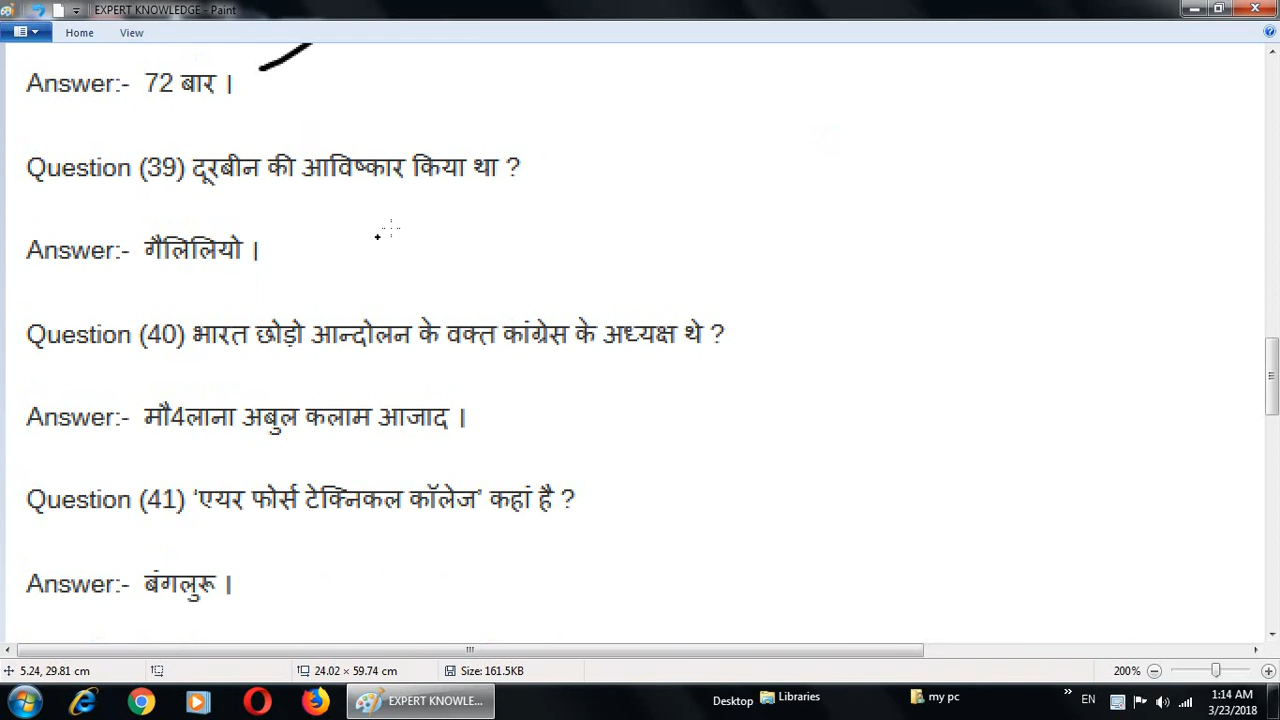 EXPERT KNOWLEDGE - Paint
Home View
Answer:- 72 बार ।
Question (39) दूरबीन की आविष्कार किया था ?
Answer:- गैलिलियो ।
Question (40) भारत छोड़ो आन्दोलन के वक्त कांग्रेस के अध्यक्ष थे ?
Answer:- मौ4लाना अबुल कलाम आजाद ।
Question (41) ‘एयर फोर्स टेक्निकल कॉलेज’ कहां है ?
Answer:- बंगलुरू ।
5.24, 29.81 cm 24.02 × 59.74 cm Size: 161.5KB 200%
EXPERT KNOWLE... Desktop Libraries my pc » EN 1:14 AM
3/23/2018